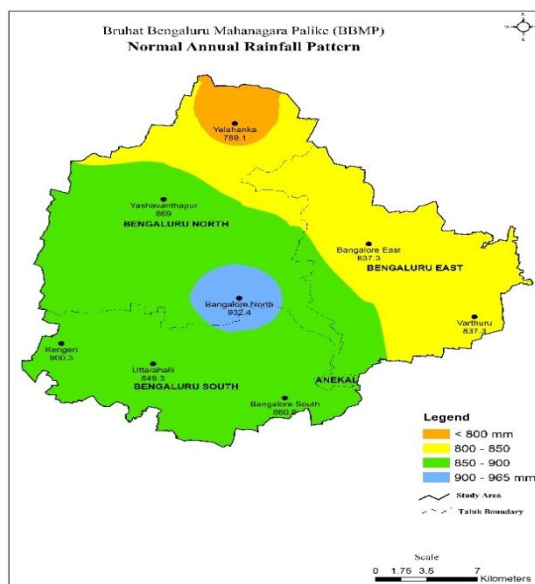 Bruhat Bengaluru Mahanagara Palike (BBMP)
Normal Annual Rainfall Pattern
Yelahanka
789.1
Yashavanthapur
869
BENGALURU NORTH
Bangalore East
837.3
BENGALURU EAST
Bangalore North
932.4
Varthuru
837.3
Kengeri
900.3
Uttarahalli
849.3
BENGALURU SOUTH
ANEKAL
Bangalore South
Legend
< 800 mm
800 - 850
850 - 900
900 - 965 mm
Study Area
Taluk Boundary
Scale
0 1.75 3.5 7
Kilometers